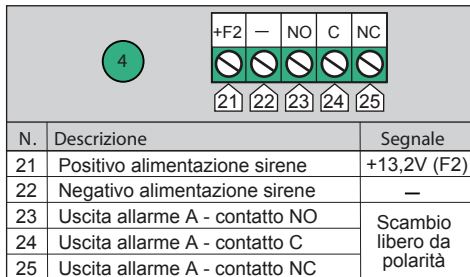 +F2 — NO C NC
4
21 22 23 24 25
N. Descrizione Segnale
21 Positivo alimentazione sirene +13,2V (F2)
22 Negativo alimentazione sirene —
23 Uscita allarme A - contatto NO
24 Uscita allarme A - contatto C
25 Uscita allarme A - contatto NC
Scambio
libero da
polarità